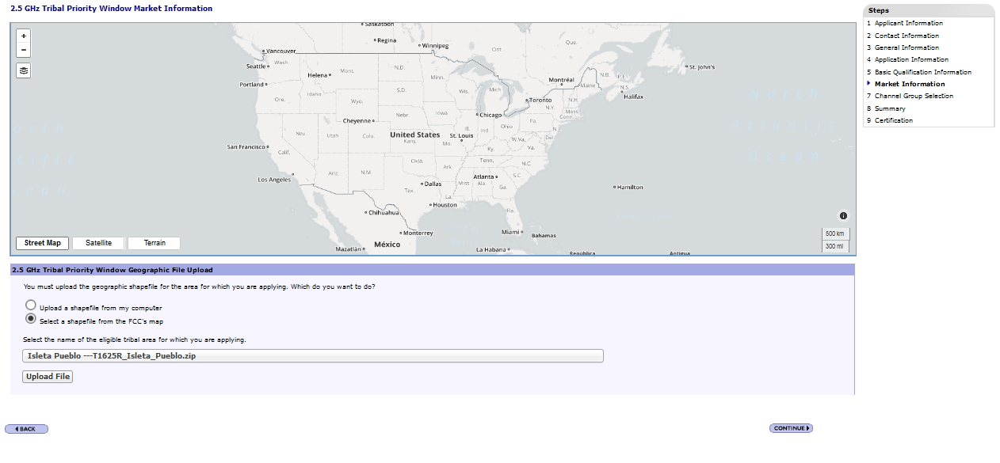 2.5 GHz Tribal Priority Window Market Information
Steps
1 Applicant Information
2 Contact Information
3 General Information
4 Application Information
5 Basic Qualification Information
Market Information
7 Channel Group Selection
8 Summary
9 Certification
+
−
Saskatoon
Regina
Winnipeg
Ont.
Que.
Vancouver
Seattle
Wash.
Helena
Mont.
N.D.
Minn.
Montréal
Maine
N.B.
P.E.I.
St. John's
Portland
Ore.
Idaho
Wyo.
S.D.
Wis.
Mich
Toronto
N.H.
N.S.
Halifax
North
Cheyenne
Nebr.
Iowa
Chicago
N.Y.
Mass
Conn.
Atlantic
Ocean
Nev.
Utah
Colo.
United States
Kans.
St. Louis
Mo.
Il.
Ind
Ohio
Pa.
N.J
Del
W.Va.
Va.
Ky.
San Francisco
Calif.
Los Angeles
Ariz.
N.M.
Okla.
Ark
Tenn.
N.C.
S.C.
Atlanta
Miss
Ala.
Ga.
Dallas
Tex.
La.
Houston
Fla.
Hamilton
Chihuahua
Monterrey
Miami
Bahamas
Mazatlán
México
La Habana
República
Antigua
Street Map
Satellite
Terrain
500 km
300 mi
2.5 GHz Tribal Priority Window Geographic File Upload
You must upload the geographic shapefile for the area for which you are applying. Which do you want to do?
Upload a shapefile from my computer
Select a shapefile from the FCC's map
Select the name of the eligible tribal area for which you are applying.
Isleta Pueblo ---T1625R_Isleta_Pueblo.zip
Upload File
BACK
CONTINUE